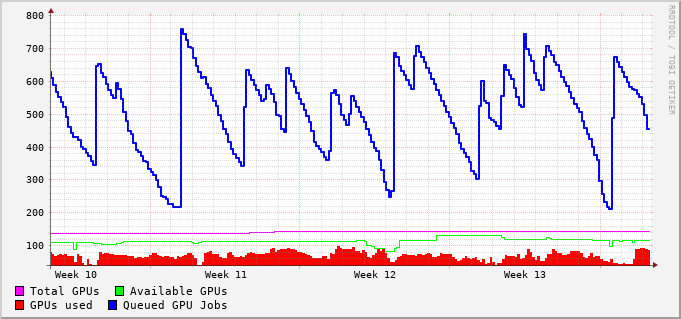 800
700
600
500
400
300
200
100
Week 10 Week 11 Week 12 Week 13
Total GPUs Available GPUs
GPUs used Queued GPU Jobs
RRDTOOL / TOBI OETIKER